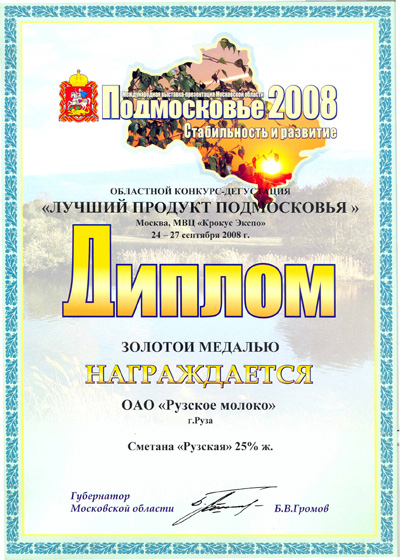 Международная выставка-презентация Московской области
Подмосковье 2008
Стабильность и развитие
ОБЛАСТНОЙ КОНКУРС-ДЕГУСТАЦИЯ
«ЛУЧШИЙ ПРОДУКТ ПОДМОСКОВЬЯ »
Москва, МВЦ «Крокус Экспо»
24 – 27 сентября 2008 г.
Диплом
ЗОЛОТОЙ МЕДАЛЬЮ
НАГРАЖДАЕТСЯ
ОАО «Рузское молоко»
г.Руза
Сметана «Рузская» 25% ж.
Губернатор
Московской области Б.В.Громов